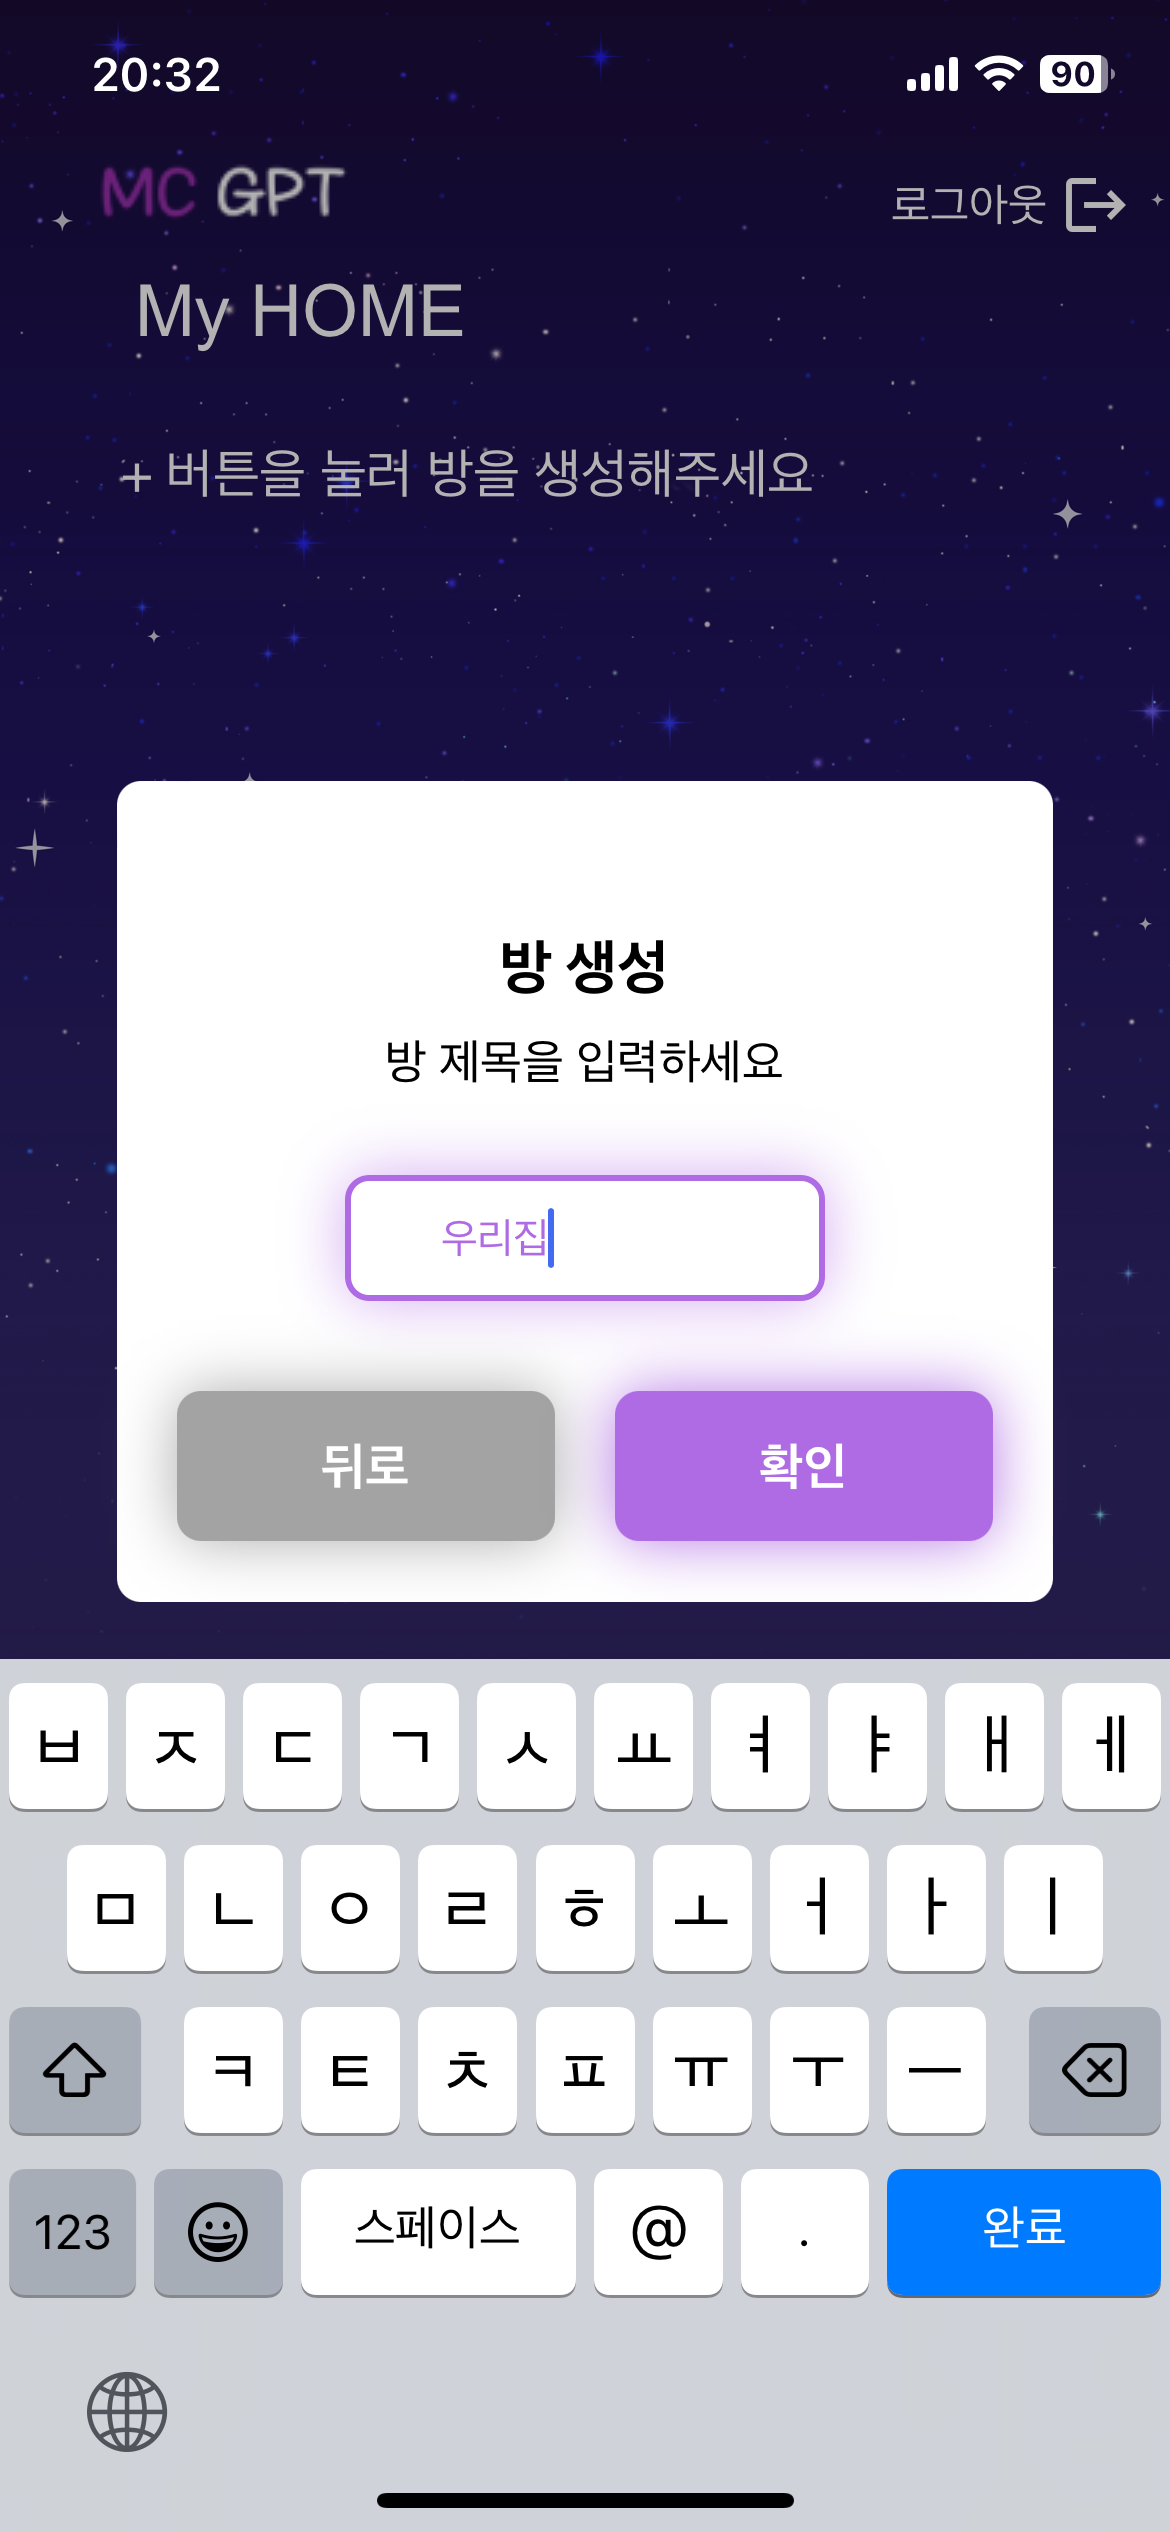 20:32
90
MC GPT
로그아웃
My HOME
+ 버튼을 눌러 방을 생성해주세요
방 생성
방 제목을 입력하세요
우리집
뒤로
확인
ㅂ ㅈ ㄷ ㄱ ㅅ ㅛ ㅕ ㅑ ㅐ ㅔ
ㅁ ㄴ ㅇ ㄹ ㅎ ㅗ ㅓ ㅏ ㅣ
ㅋ ㅌ ㅊ ㅍ ㅠ ㅜ ㅡ
123 스페이스 @ . 완료